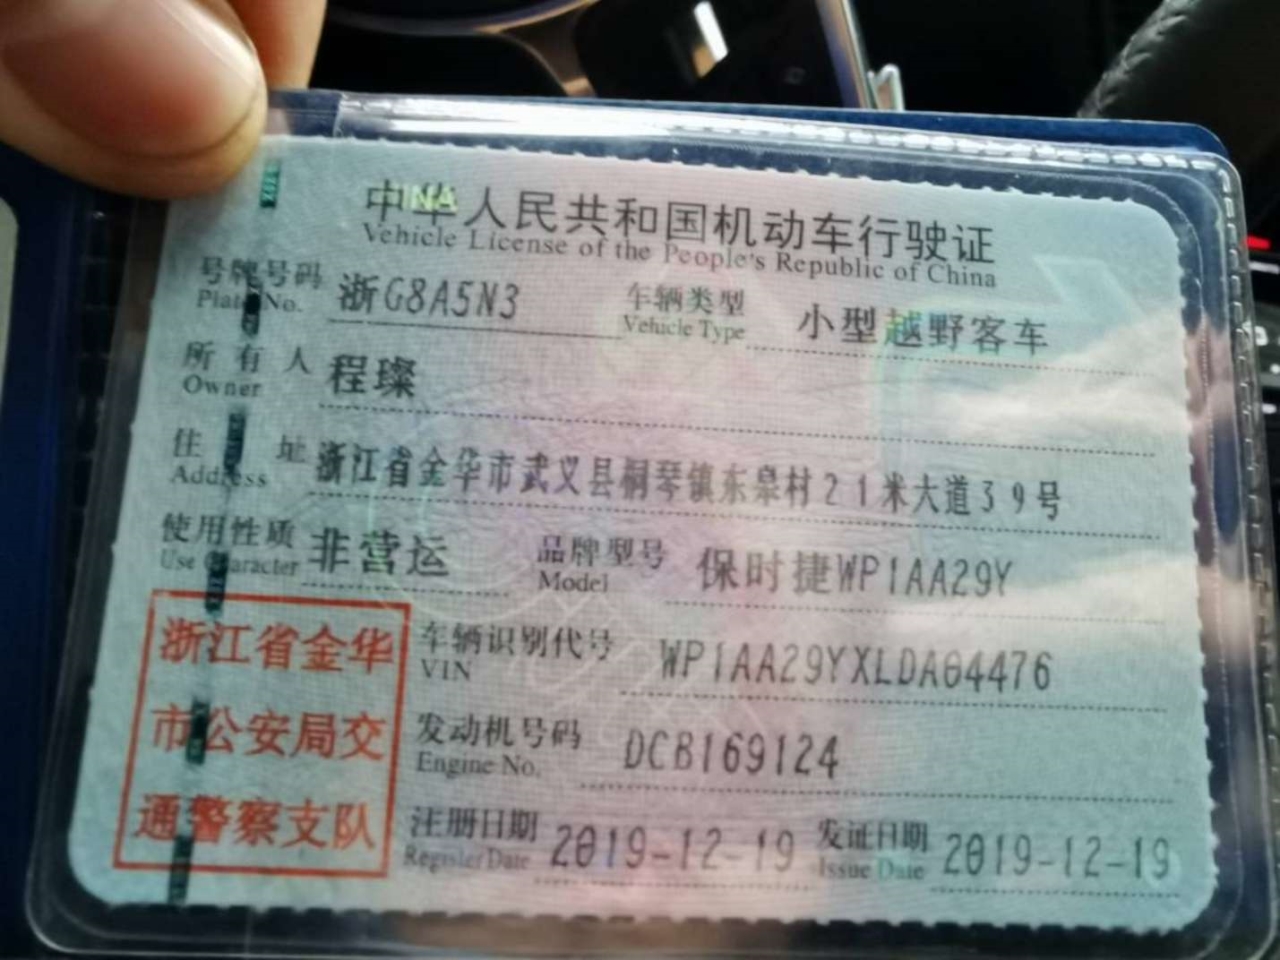 中华人民共和国机动车行驶证
Vehicle License of the People's Republic of China
号牌号码 浙G8A5N3 车辆类型 小型越野客车
Plate No. Vehicle Type
所有人 程璨
Owner
住址 浙江省金华市武义县桐琴镇东皋村21米大道39号
Address
使用性质 非营运 品牌型号 保时捷WP1AA29Y
Use Character Model
浙江省金华
市公安局交
通警察支队
车辆识别代号 WP1AA29YXLDA04476
VIN
发动机号码 DCB169124
Engine No.
注册日期 2019-12-19 发证日期 2019-12-19
Register Date Issue Date